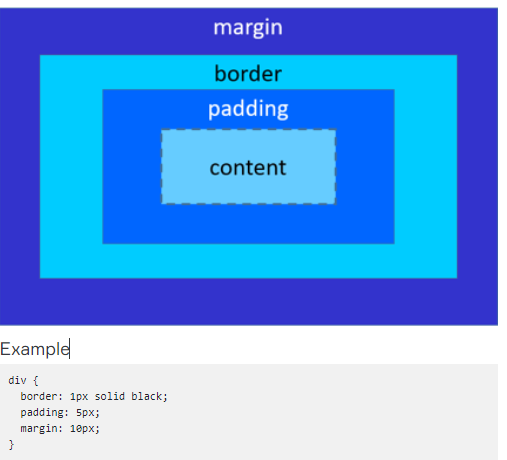 margin
border
padding
content
Example
div {
  border: 1px solid black;
  padding: 5px;
  margin: 10px;
}